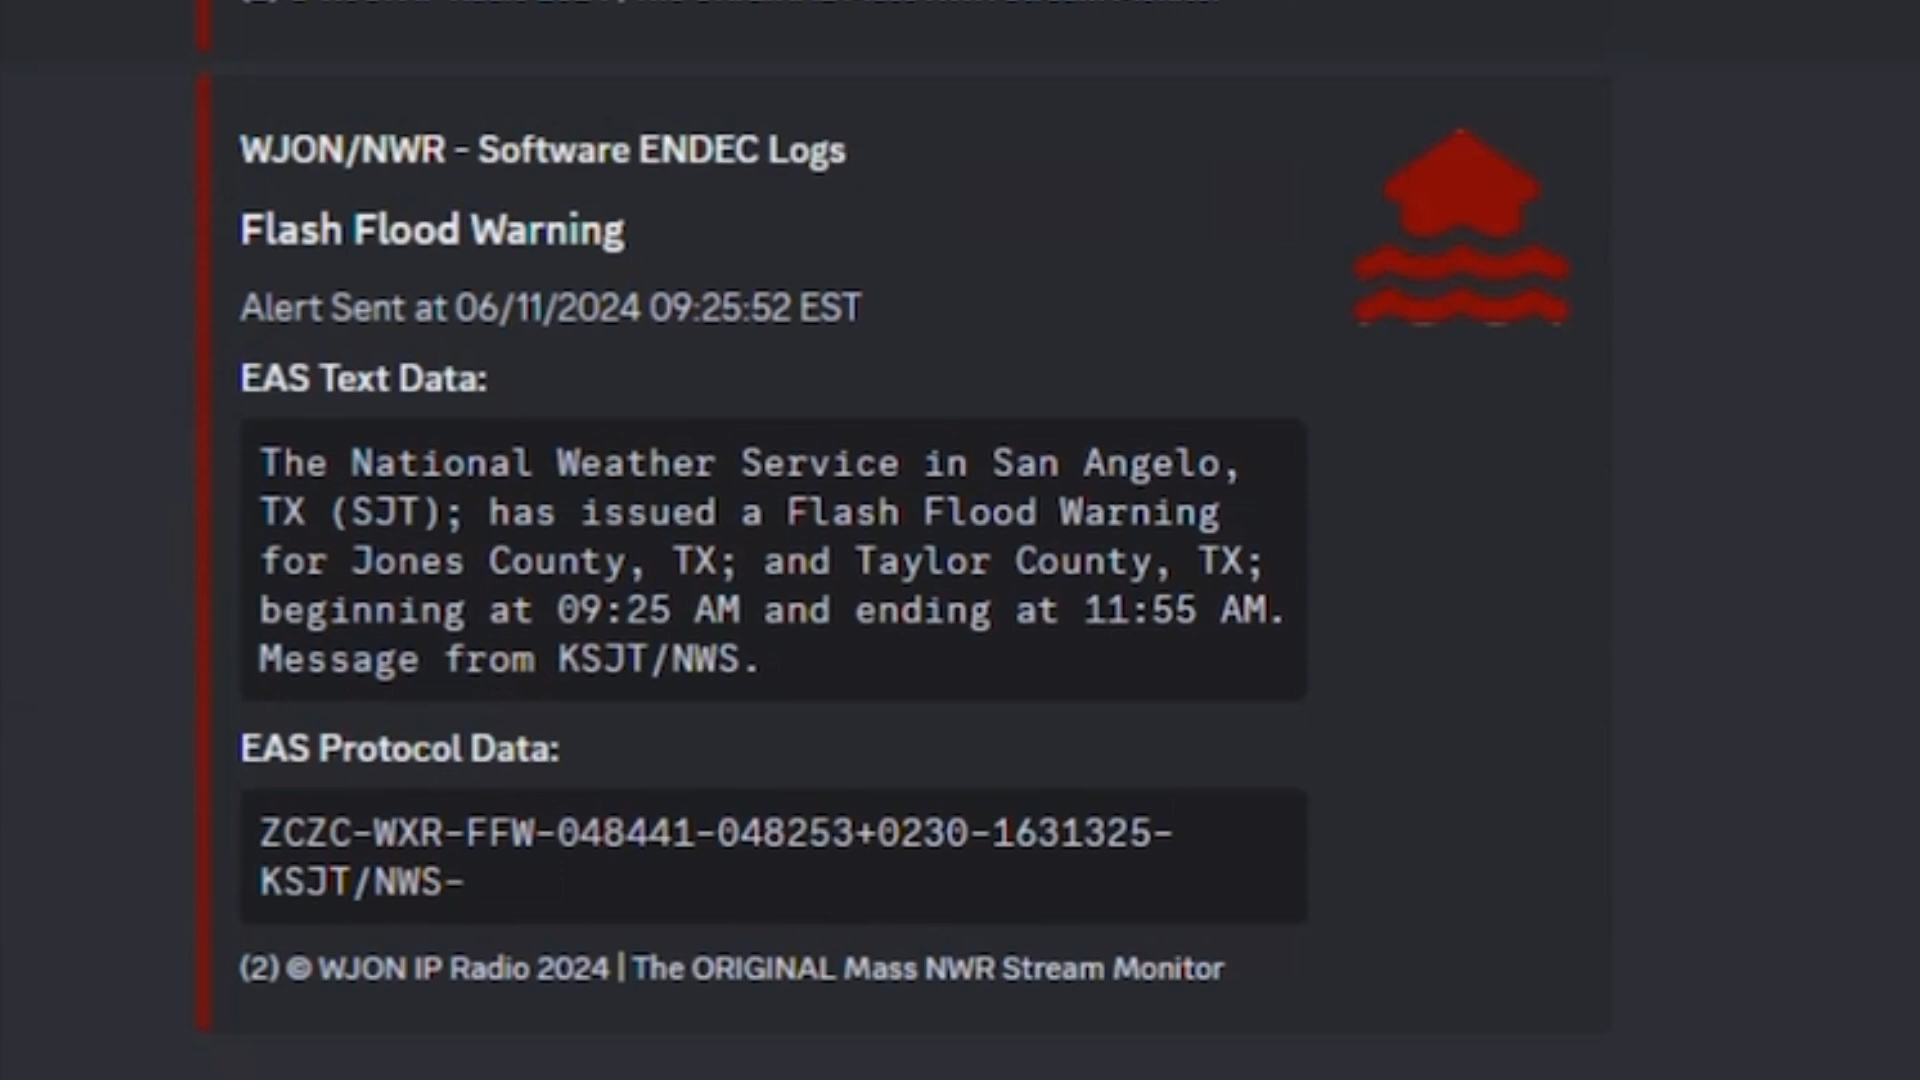 WJON/NWR - Software ENDEC Logs
Flash Flood Warning
Alert Sent at 06/11/2024 09:25:52 EST
EAS Text Data:
The National Weather Service in San Angelo,
TX (SJT); has issued a Flash Flood Warning
for Jones County, TX; and Taylor County, TX;
beginning at 09:25 AM and ending at 11:55 AM.
Message from KSJT/NWS.
EAS Protocol Data:
ZCZC-WXR-FFW-048441-048253+0230-1631325-
KSJT/NWS-
(2) © WJON IP Radio 2024 | The ORIGINAL Mass NWR Stream Monitor